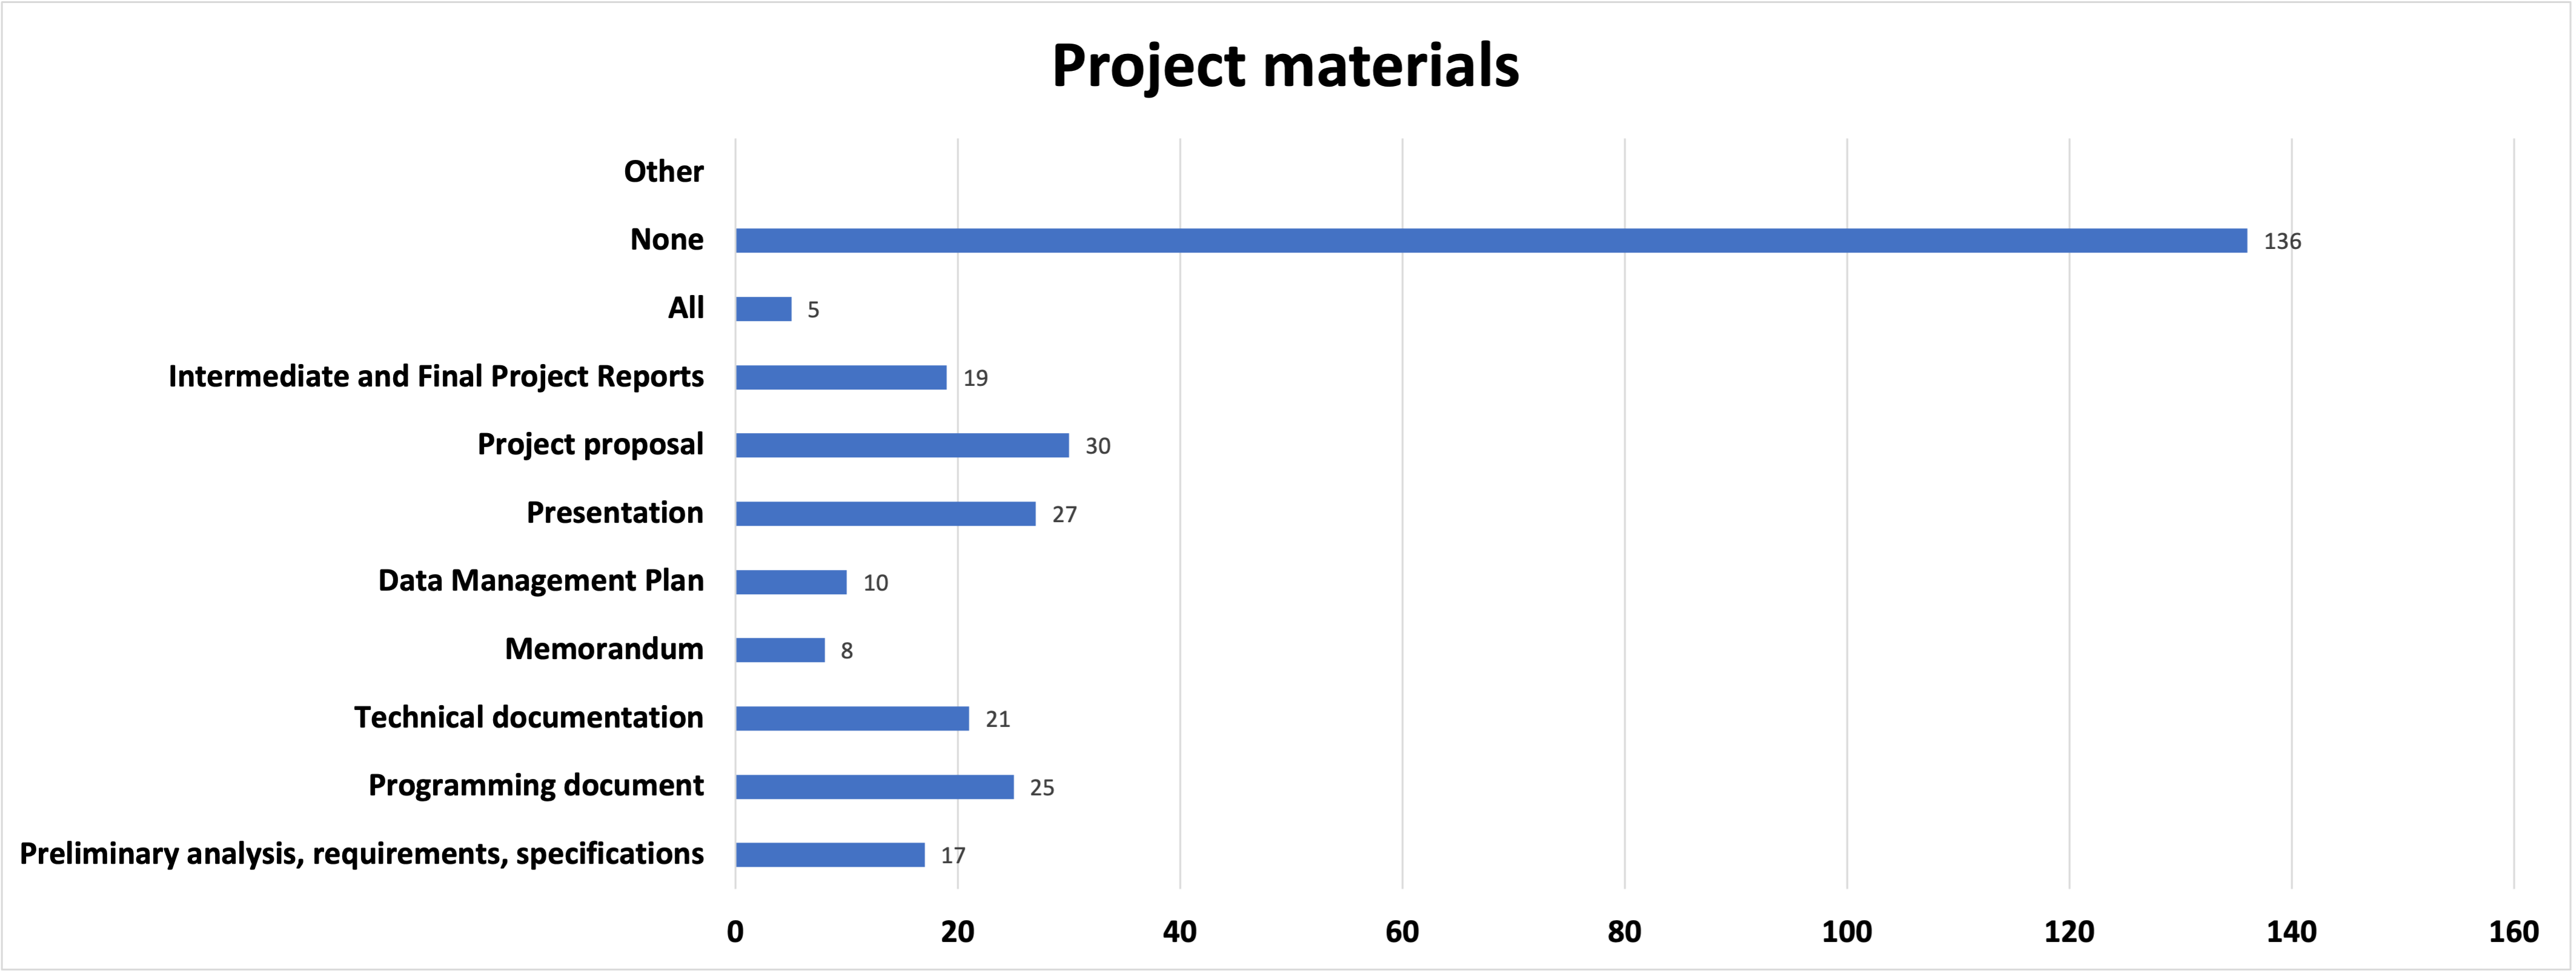 Project materials
Other
None 136
All 5
Intermediate and Final Project Reports 19
Project proposal 30
Presentation 27
Data Management Plan 10
Memorandum 8
Technical documentation 21
Programming document 25
Preliminary analysis, requirements, specifications 17
0 20 40 60 80 100 120 140 160